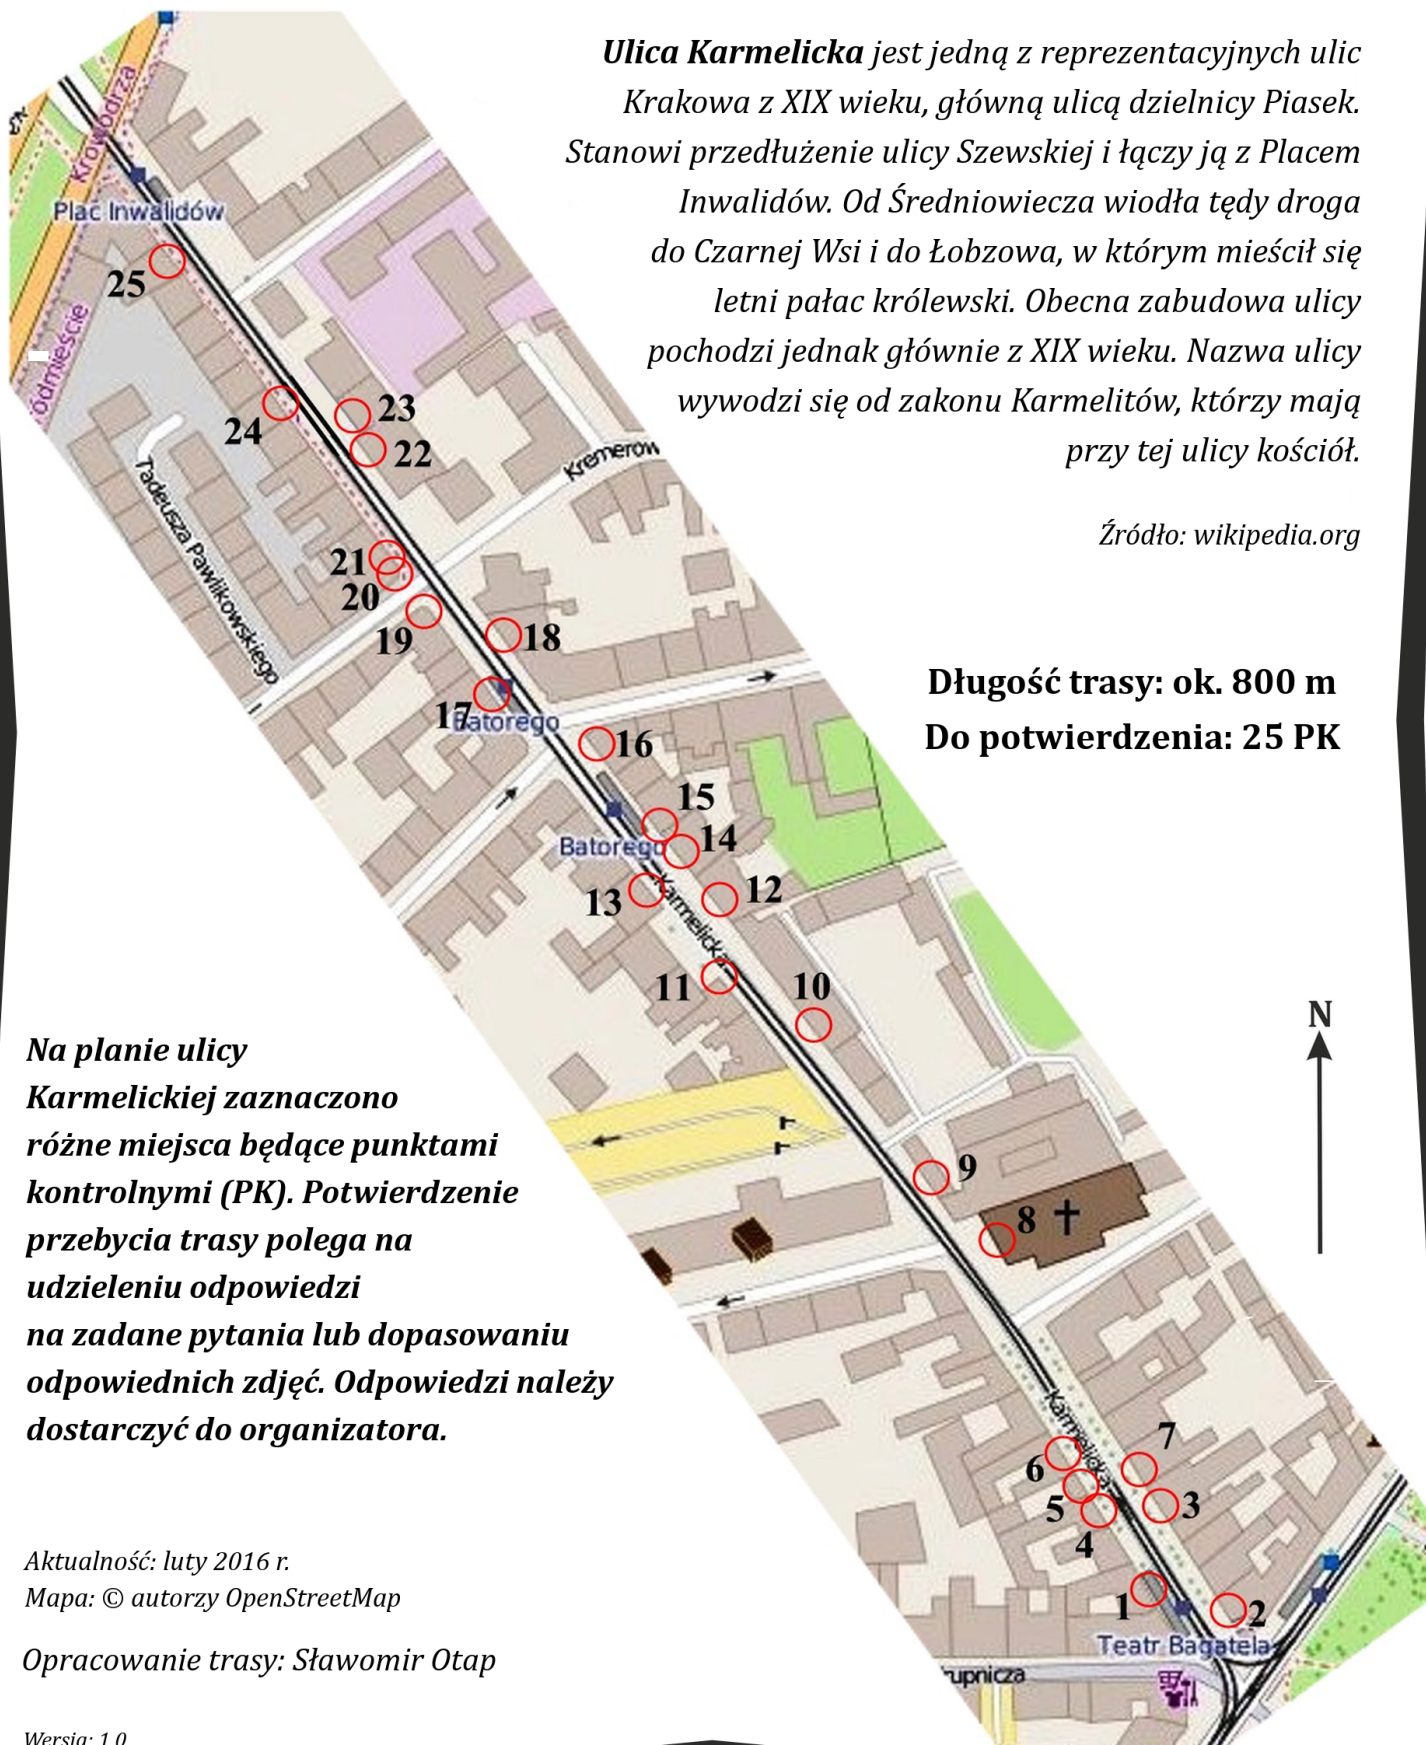 Ulica Karmelicka jest jedną z reprezentacyjnych ulic
Krakowa z XIX wieku, główną ulicą dzielnicy Piasek.
Stanowi przedłużenie ulicy Szewskiej i łączy ją z Placem
Inwalidów. Od Średniowiecza wiodła tędy droga
do Czarnej Wsi i do Łobzowa, w którym mieścił się
letni pałac królewski. Obecna zabudowa ulicy
pochodzi jednak głównie z XIX wieku. Nazwa ulicy
wywodzi się od zakonu Karmelitów, którzy mają
przy tej ulicy kościół.
Źródło: wikipedia.org
Długość trasy: ok. 800 m
Do potwierdzenia: 25 PK
Krowodrza
Plac Inwalidów
25
ódmieście
24
23
22
Kremerow
Tadeusza Pawlikowskiego
21
20
19
18
17
Batorego
16
15
14
Batorego
13
12
Karmelicka
11
10
N
9
8
Karmelicka
7
6
5
4
3
2
1
Teatr Bagatela
rupnicza
Na planie ulicy
Karmelickiej zaznaczono
różne miejsca będące punktami
kontrolnymi (PK). Potwierdzenie
przebycia trasy polega na
udzieleniu odpowiedzi
na zadane pytania lub dopasowaniu
odpowiednich zdjęć. Odpowiedzi należy
dostarczyć do organizatora.
Aktualność: luty 2016 r.
Mapa: © autorzy OpenStreetMap
Opracowanie trasy: Sławomir Otap
Wersja: 1.0